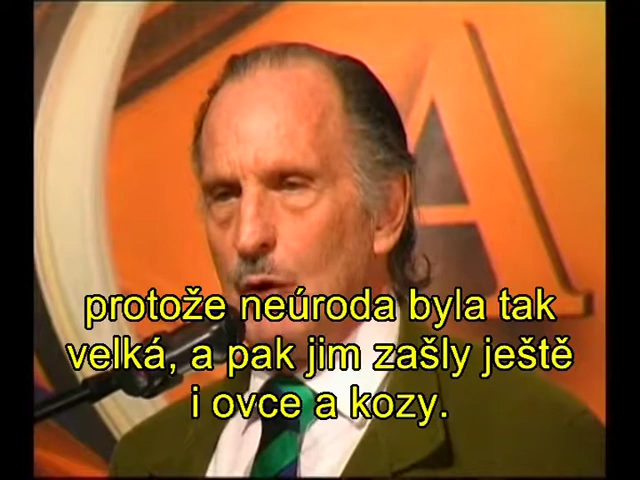 A
protože neúroda byla tak
velká, a pak jim zašly ještě
i ovce a kozy.